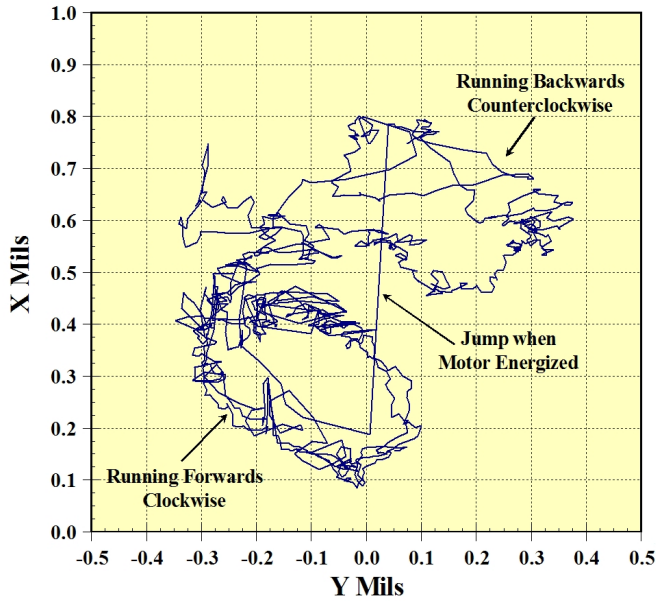 1.0
0.9
Running Backwards
Counterclockwise
0.8
0.7
0.6
X Mils
0.5
0.4
Jump when
Motor Energized
0.3
0.2
Running Forwards
Clockwise
0.1
0.0
-0.5 -0.4 -0.3 -0.2 -0.1 0.0 0.1 0.2 0.3 0.4 0.5
Y Mils